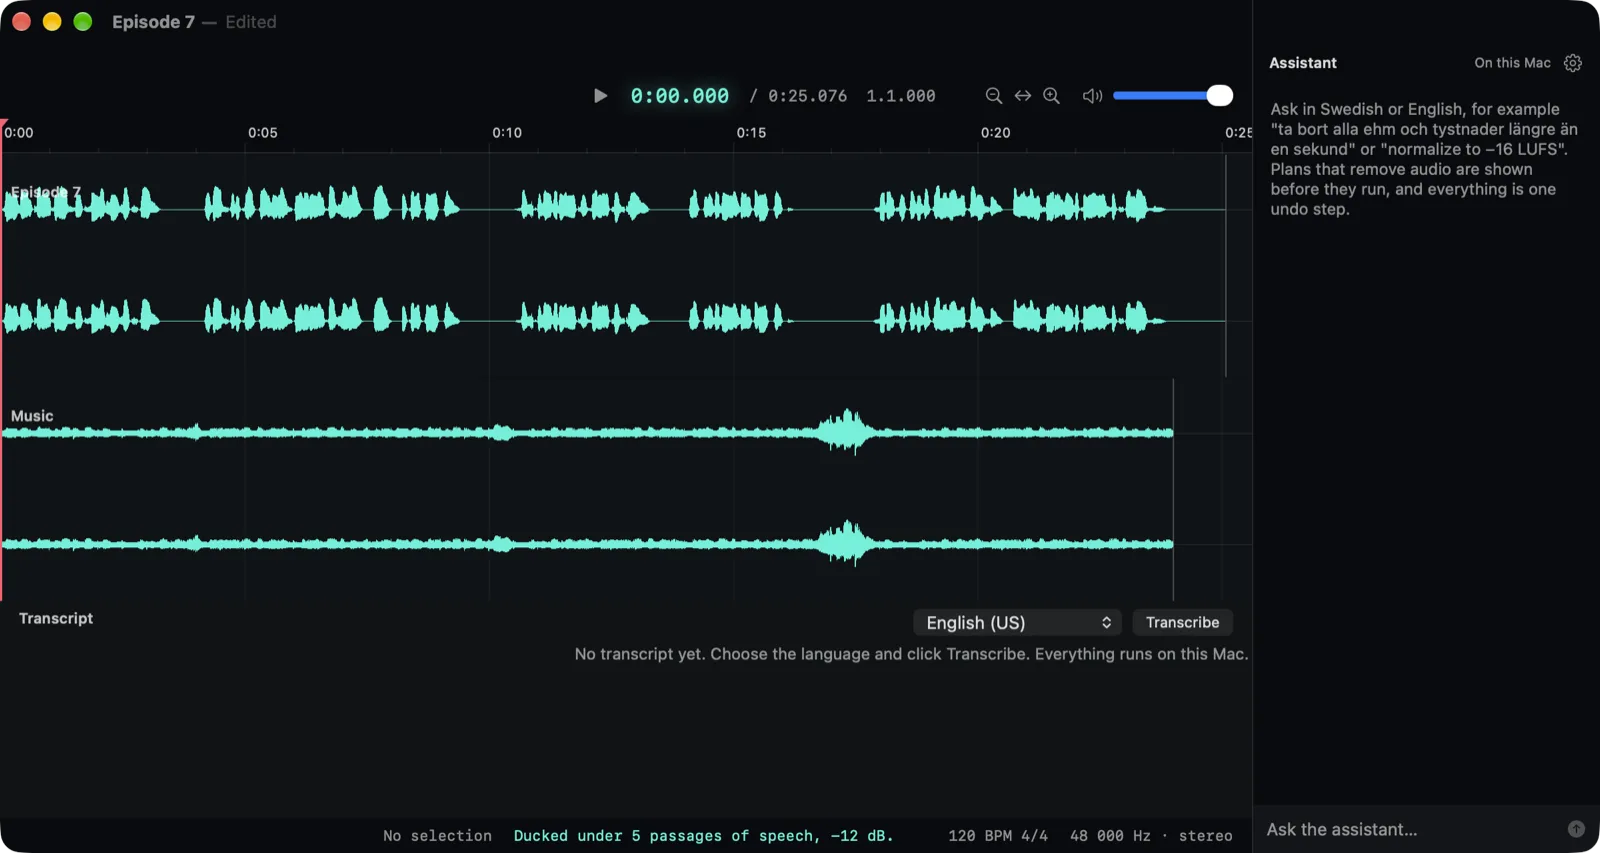 Episode 7 — Edited
0:00.000 / 0:25.076 1.1.000
0:00 0:05 0:10 0:15 0:20 0:25
Episode 7
Music
Transcript
English (US)
Transcribe
No transcript yet. Choose the language and click Transcribe. Everything runs on this Mac.
No selection Ducked under 5 passages of speech, −12 dB. 120 BPM 4/4 48 000 Hz · stereo
Assistant On this Mac
Ask in Swedish or English, for example
"ta bort alla ehm och tystnader längre än
en sekund" or "normalize to −16 LUFS".
Plans that remove audio are shown
before they run, and everything is one
undo step.
Ask the assistant...